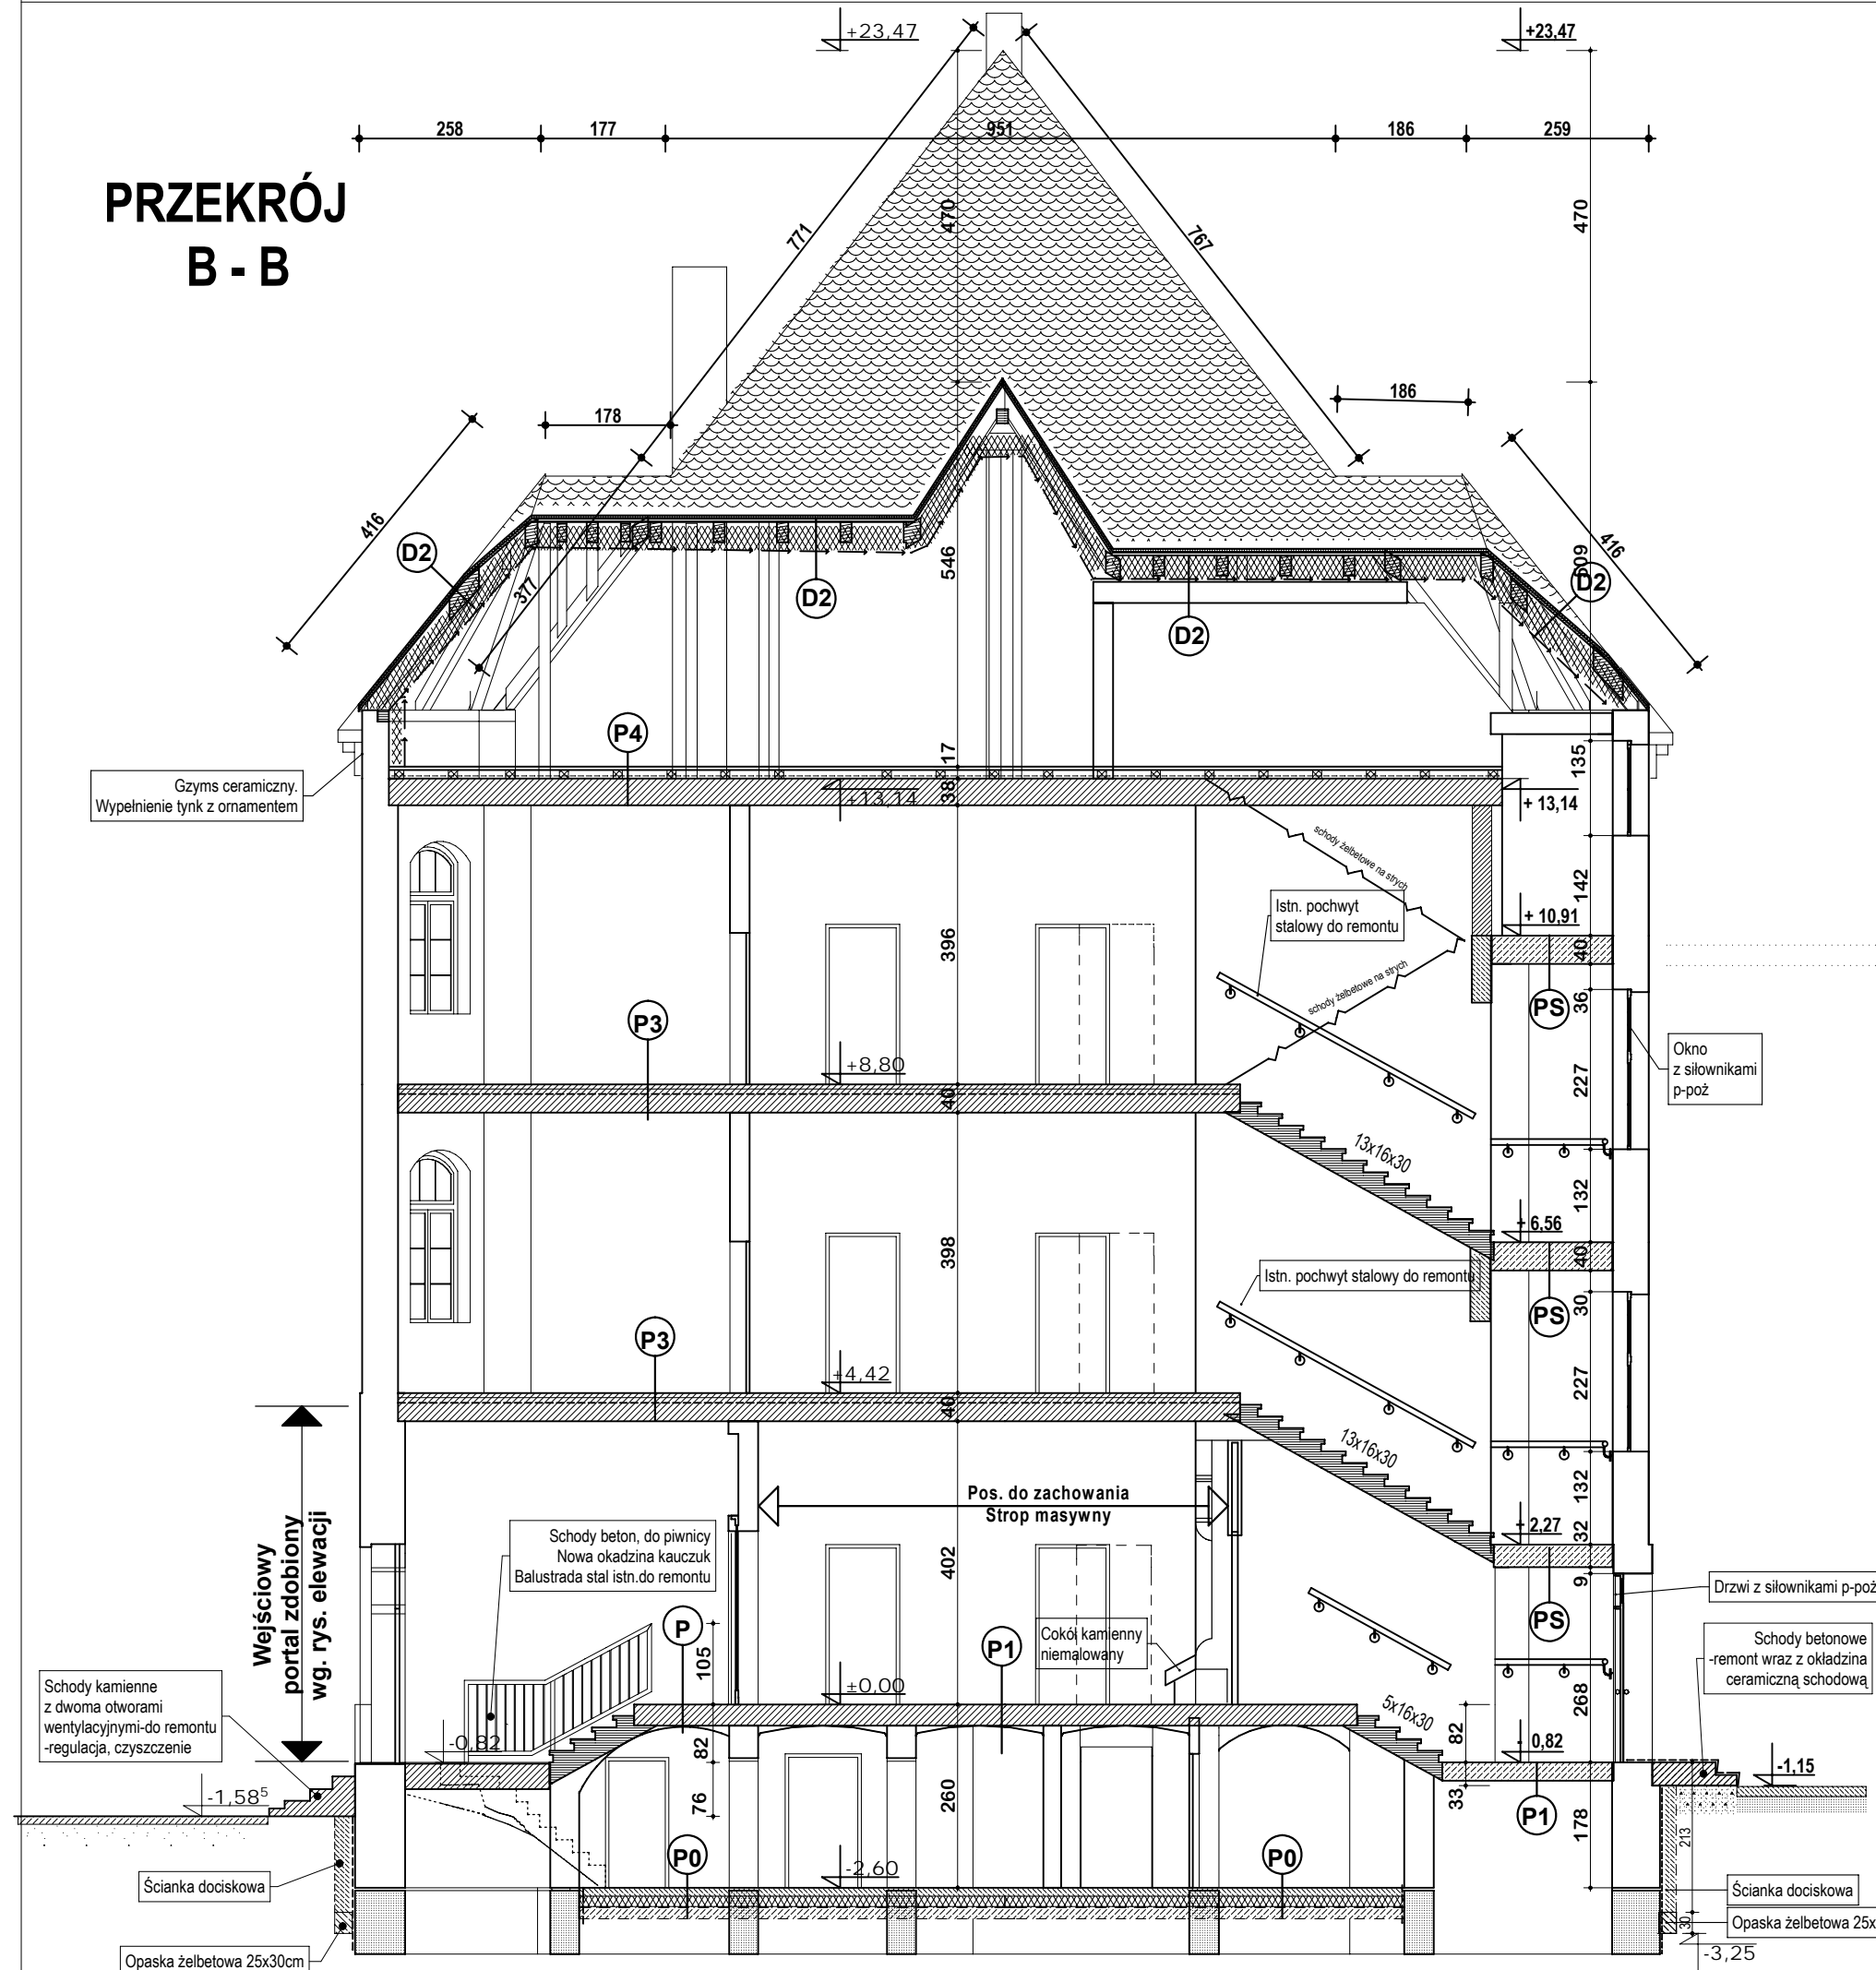 +23,47
+23,47
258
177
951
186
259
PRZEKRÓJ
B - B
470
470
771
767
186
178
416
416
D2
D2
D2
D2
377
546
509
P4
17
38
135
Gzyms ceramiczny.
Wypełnienie tynk z ornamentem
+13,14
+ 13,14
schody żelbetowe na strych
142
Istn. pochwyt
stalowy do remontu
+ 10,91
396
40
schody żelbetowe na strych
36
PS
P3
Okno
z siłownikami
p-poż
+8,80
227
40
13x16x30
132
+ 6,56
398
40
Istn. pochwyt stalowy do remontu
30
PS
P3
+4,42
227
40
13x16x30
132
Pos. do zachowania
Strop masywny
+ 2,27
32
Wejściowy
portal zdobiony
wg. rys. elewacji
Schody beton, do piwnicy
Nowa okadzina kauczuk
Balustrada stal istn.do remontu
402
9
Drzwi z siłownikami p-poż
PS
P
105
P1
Cokół kamienny
niemalowany
Schody betonowe
-remont wraz z okładzina
ceramiczną schodową
Schody kamienne
z dwoma otworami
wentylacyjnymi-do remontu
-regulacja, czyszczenie
±0,00
268
5x16x30
-0,82
82
82
- 0,82
-1,15
-1,58⁵
76
260
33
P1
178
213
P0
P0
-2,60
Ścianka dociskowa
Ścianka dociskowa
30
Opaska żelbetowa 25x
Opaska żelbetowa 25x30cm
-3,25